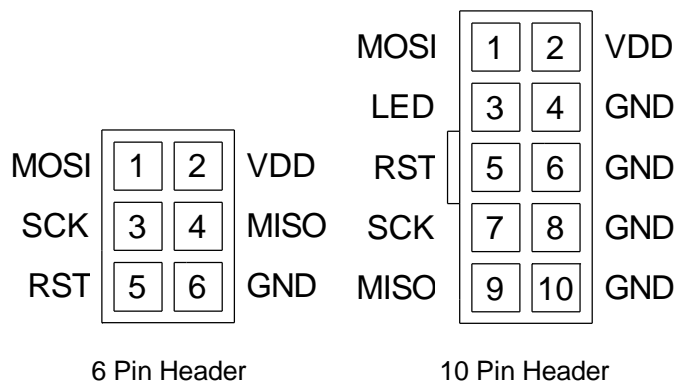 MOSI 1 2 VDD
SCK 3 4 MISO
RST 5 6 GND
6 Pin Header
MOSI 1 2 VDD
LED 3 4 GND
RST 5 6 GND
SCK 7 8 GND
MISO 9 10 GND
10 Pin Header